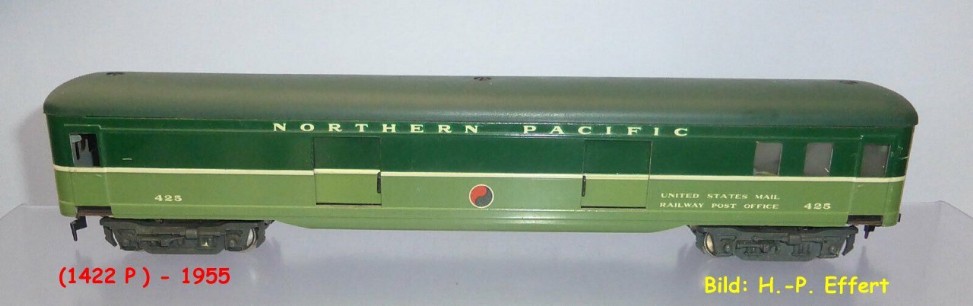 NORTHERN PACIFIC
425
UNITED STATES MAIL
RAILWAY POST OFFICE 425
(1422 P ) - 1955
Bild: H.-P. Effert